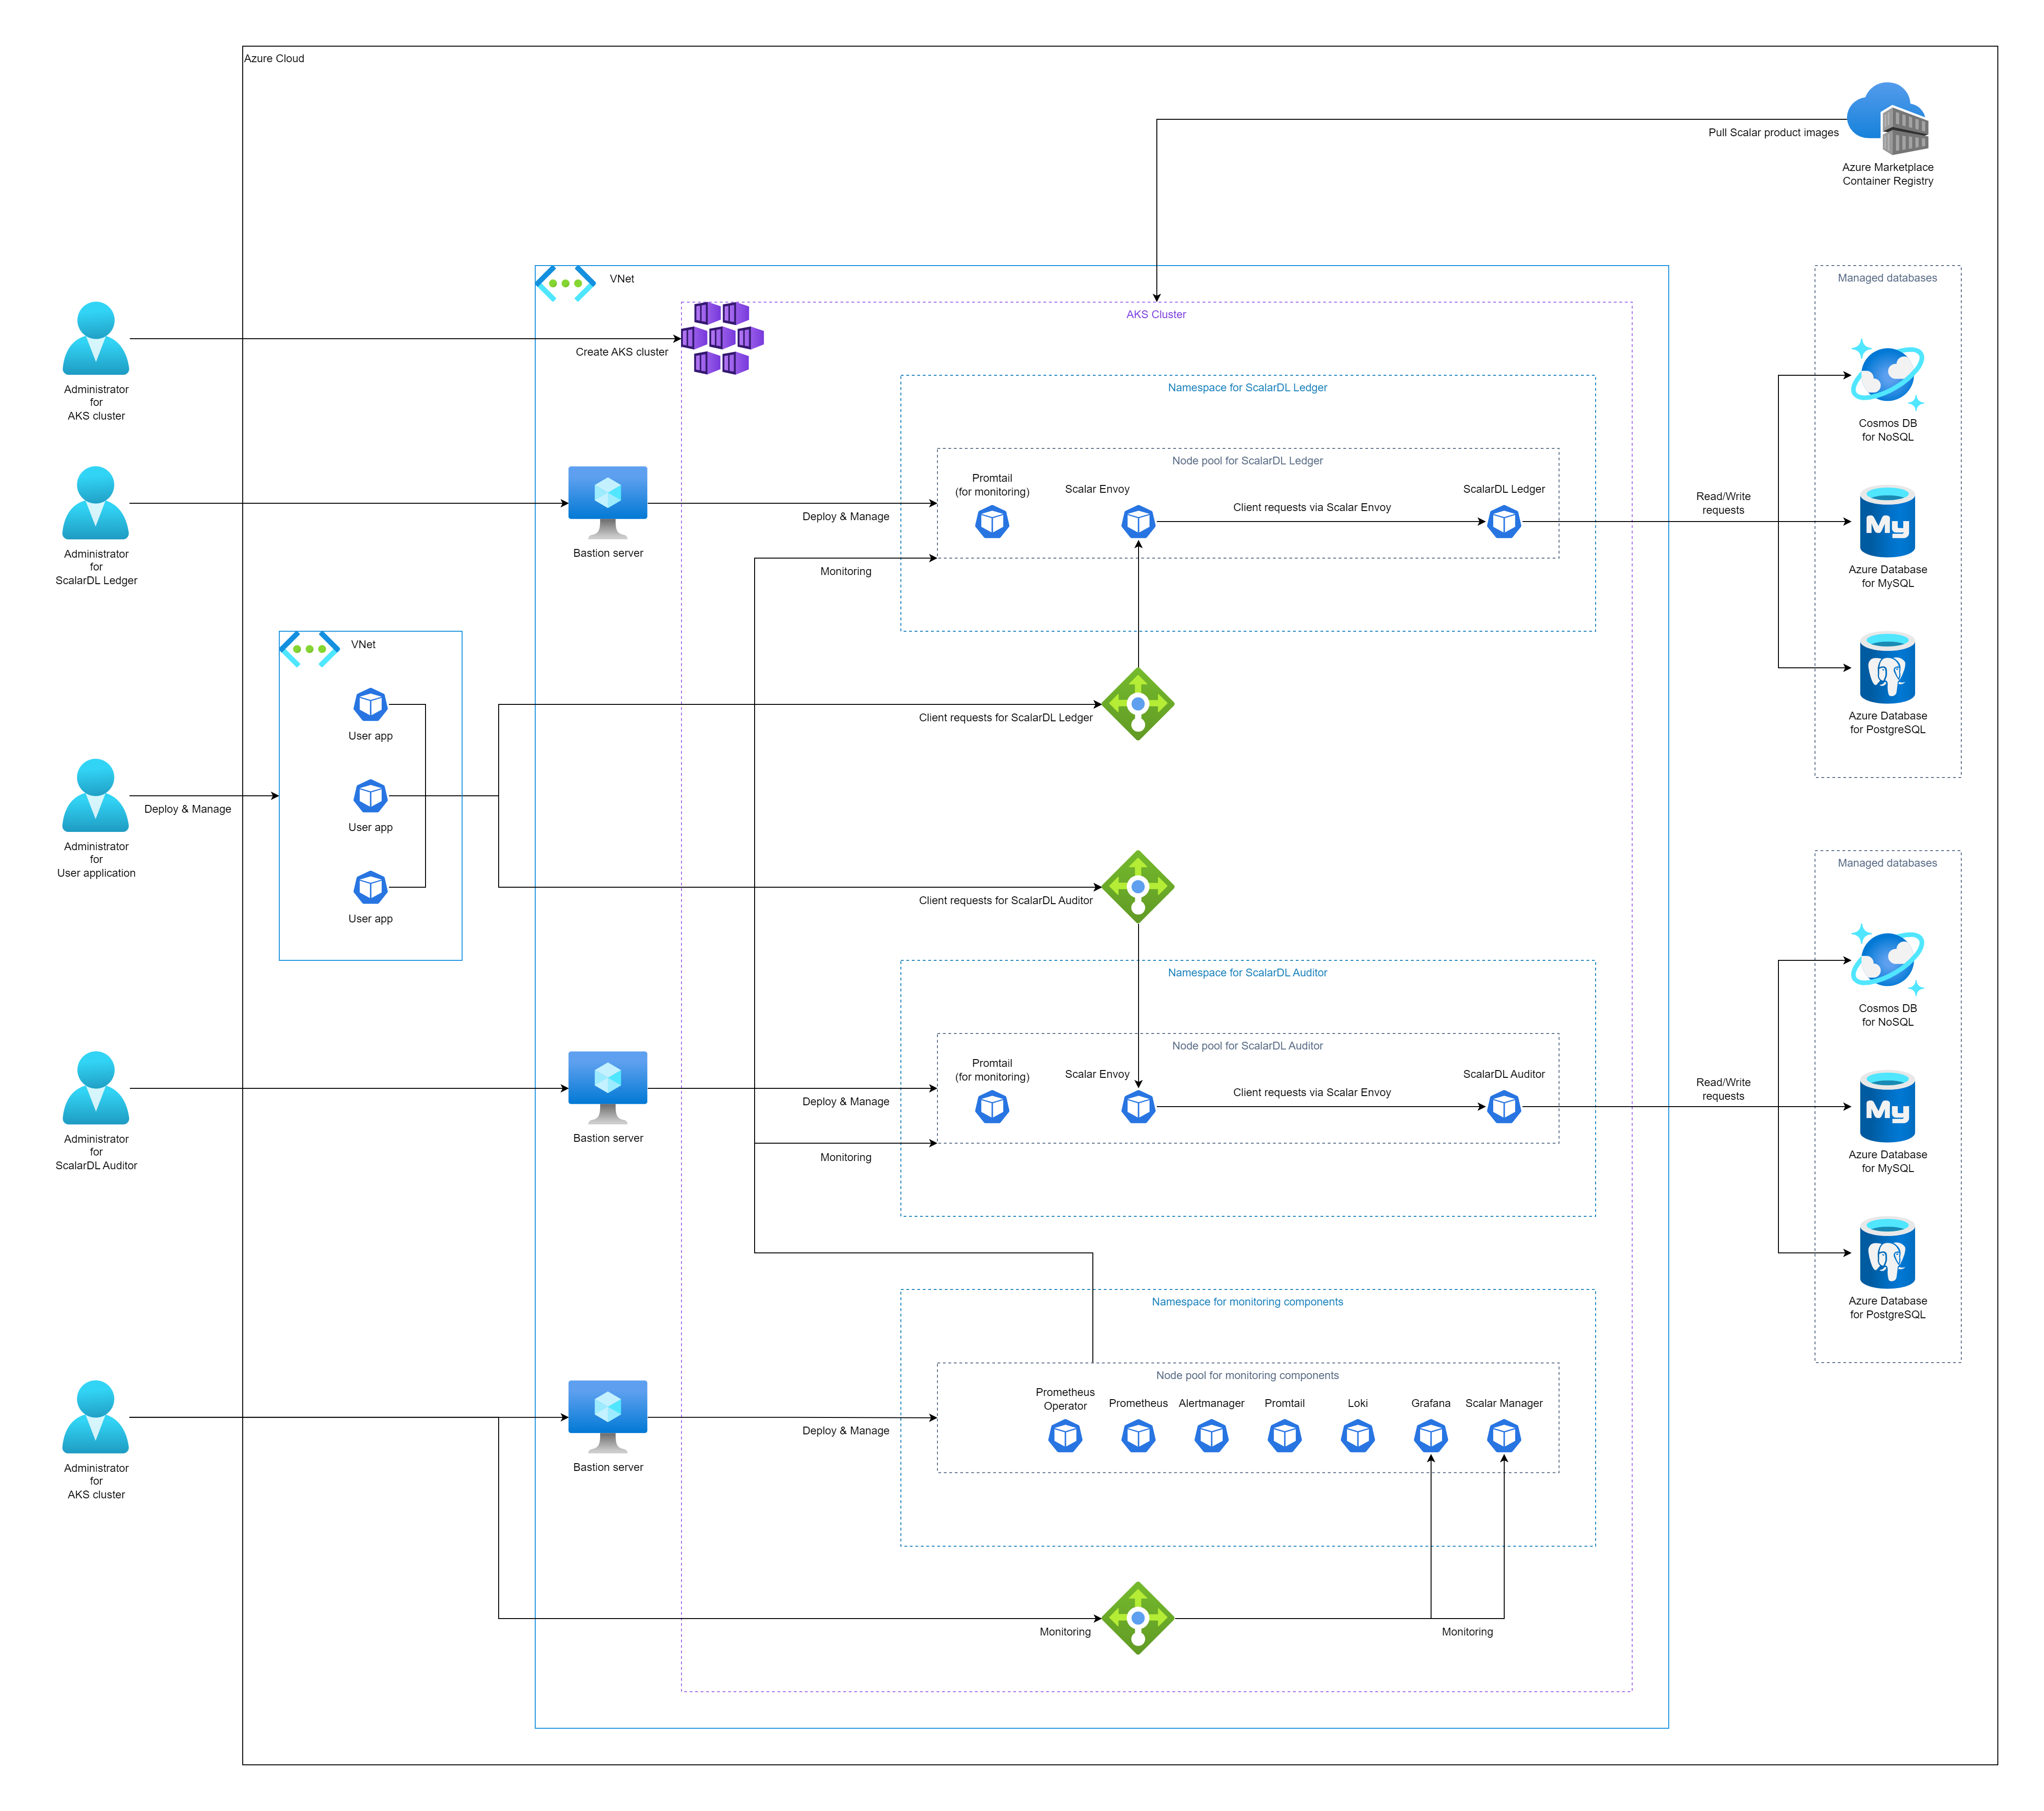 Azure Cloud
Pull Scalar product images
Azure Marketplace
Container Registry
VNet
AKS Cluster
Managed databases
Create AKS cluster
Administrator
for
AKS cluster
Namespace for ScalarDL Ledger
Cosmos DB
for NoSQL
Node pool for ScalarDL Ledger
Promtail
(for monitoring)
Scalar Envoy
ScalarDL Ledger
Client requests via Scalar Envoy
Deploy & Manage
Read/Write
requests
Administrator
for
ScalarDL Ledger
Bastion server
Monitoring
Azure Database
for MySQL
VNet
User app
Client requests for ScalarDL Ledger
Azure Database
for PostgreSQL
Deploy & Manage
User app
Administrator
for
User application
User app
Client requests for ScalarDL Auditor
Managed databases
Namespace for ScalarDL Auditor
Cosmos DB
for NoSQL
Node pool for ScalarDL Auditor
Promtail
(for monitoring)
Scalar Envoy
ScalarDL Auditor
Client requests via Scalar Envoy
Deploy & Manage
Read/Write
requests
Administrator
for
ScalarDL Auditor
Bastion server
Monitoring
Azure Database
for MySQL
Namespace for monitoring components
Azure Database
for PostgreSQL
Node pool for monitoring components
Prometheus
Operator
Prometheus
Alertmanager
Promtail
Loki
Grafana
Scalar Manager
Deploy & Manage
Bastion server
Administrator
for
AKS cluster
Monitoring
Monitoring